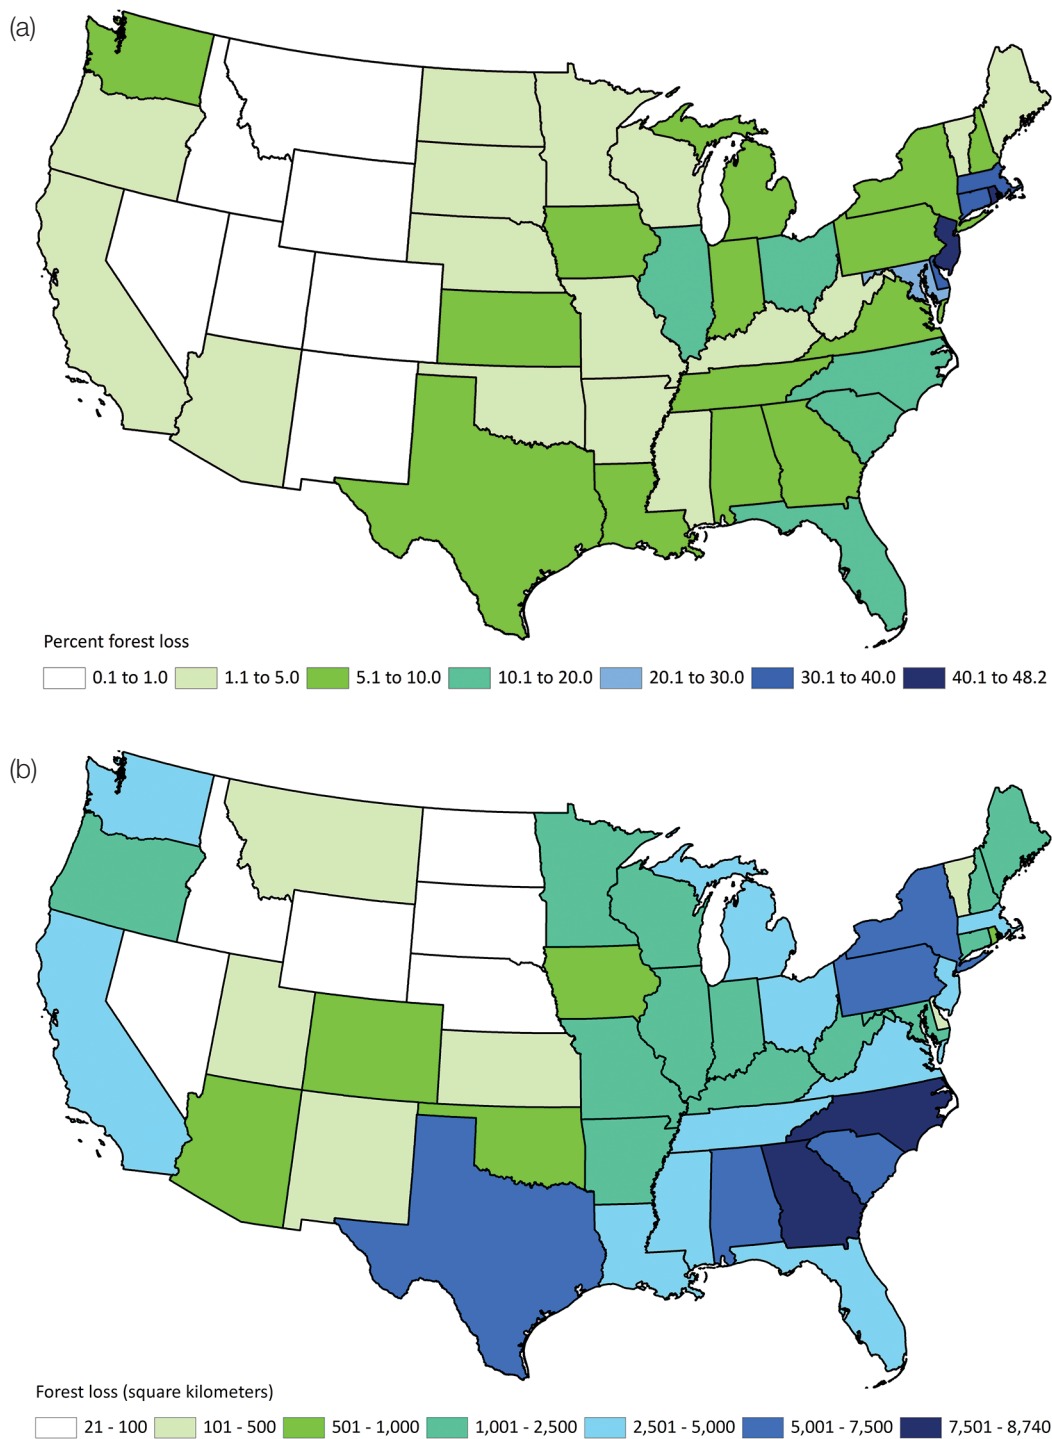 (a)
Percent forest loss
0.1 to 1.0 1.1 to 5.0 5.1 to 10.0 10.1 to 20.0 20.1 to 30.0 30.1 to 40.0 40.1 to 48.2
(b)
Forest loss (square kilometers)
21 - 100 101 - 500 501 - 1,000 1,001 - 2,500 2,501 - 5,000 5,001 - 7,500 7,501 - 8,740